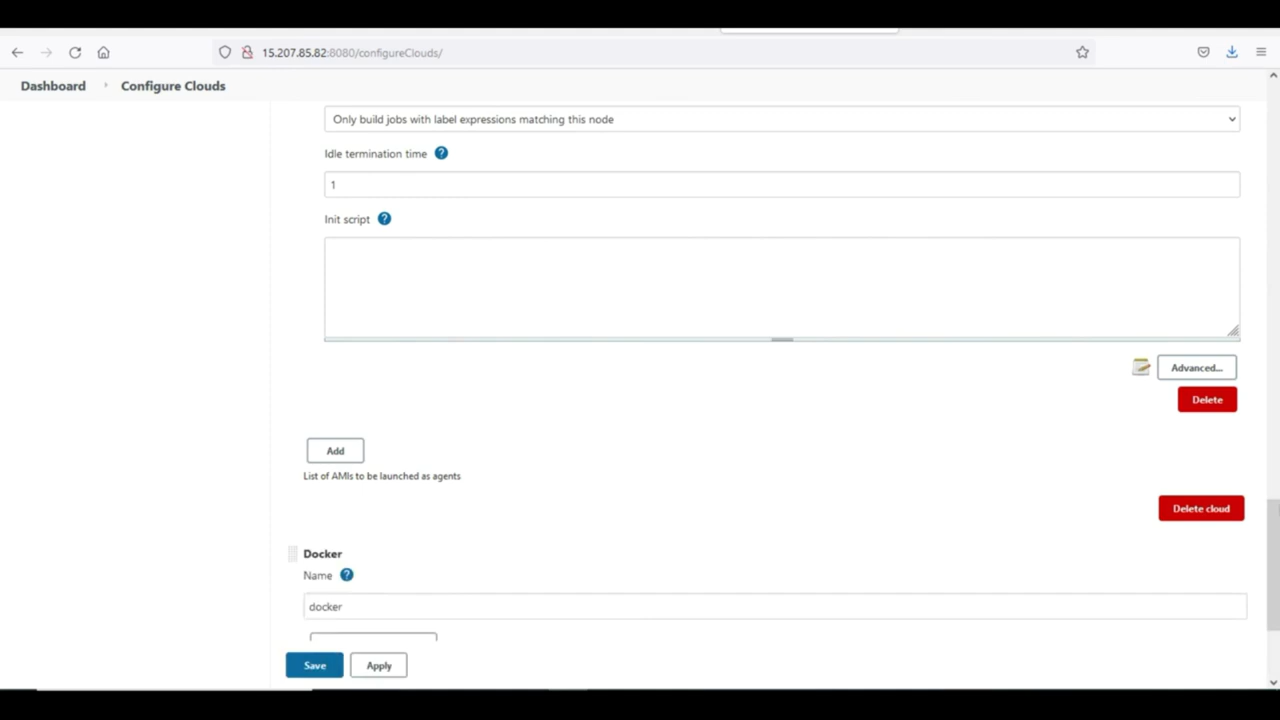 15.207.85.82:8080/configureClouds/
Dashboard
Configure Clouds
Only build jobs with label expressions matching this node
Idle termination time ?
1
Init script ?
Advanced...
Delete
Add
List of AMIs to be launched as agents
Delete cloud
Docker
Name ?
docker
Save
Apply